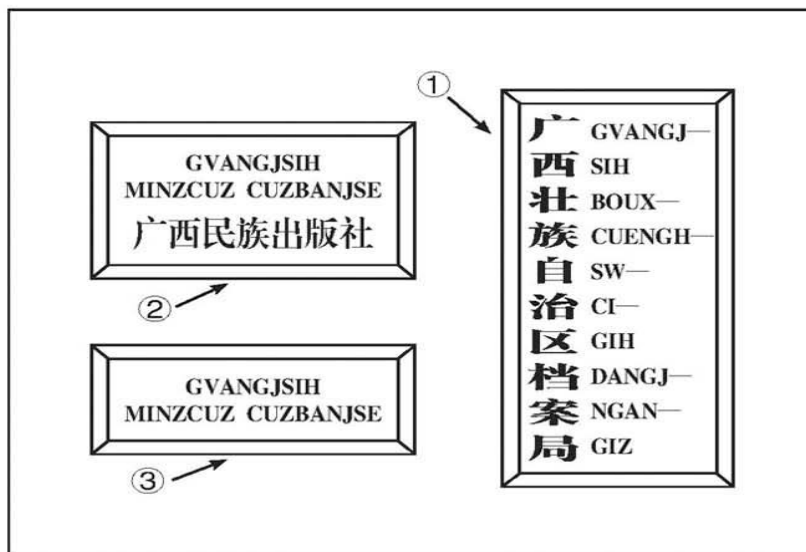 ①
广 GVANGJ—
西 SIH
壮 BOUX—
族 CUENGH—
自 SW—
治 CI—
区 GIH
档 DANGJ—
案 NGAN—
局 GIZ
GVANGJSIH
MINZCUZ CUZBANJSE
广西民族出版社
②
GVANGJSIH
MINZCUZ CUZBANJSE
③